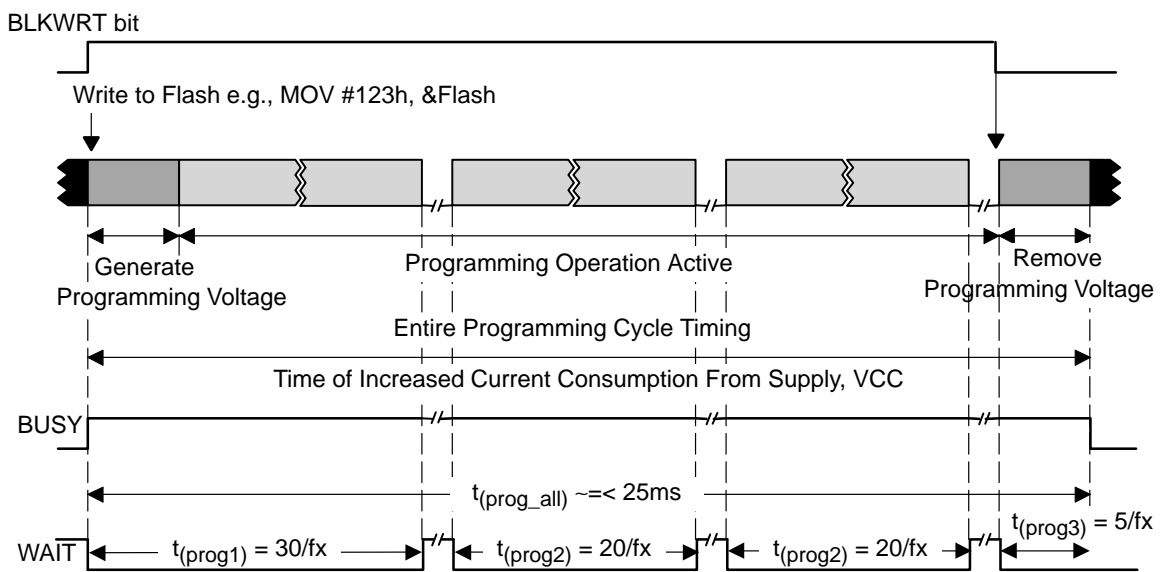 BLKWRT bit
Write to Flash e.g., MOV #123h, &Flash
Generate
Programming Voltage
Programming Operation Active
Remove
Programming Voltage
Entire Programming Cycle Timing
Time of Increased Current Consumption From Supply, VCC
BUSY
t(prog_all) ~=< 25ms
WAIT
t(prog1) = 30/fx
t(prog2) = 20/fx
t(prog2) = 20/fx
t(prog3) = 5/fx